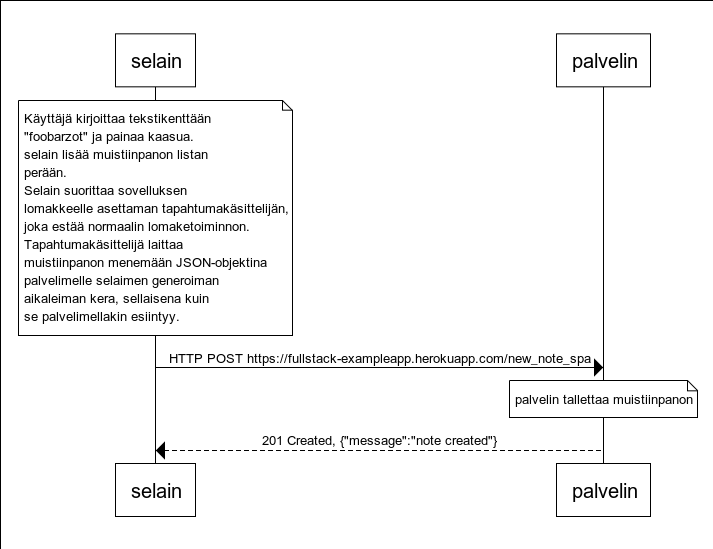 selain
palvelin
Käyttäjä kirjoittaa tekstikenttään
"foobarzot" ja painaa kaasua.
selain lisää muistiinpanon listan
perään.
Selain suorittaa sovelluksen
lomakkeelle asettaman tapahtumakäsittelijän,
joka estää normaalin lomaketoiminnon.
Tapahtumakäsittelijä laittaa
muistiinpanon menemään JSON-objektina
palvelimelle selaimen generoiman
aikaleiman kera, sellaisena kuin
se palvelimellakin esiintyy.
HTTP POST https://fullstack-exampleapp.herokuapp.com/new_note_spa
palvelin tallettaa muistiinpanon
201 Created, {"message":"note created"}
selain
palvelin